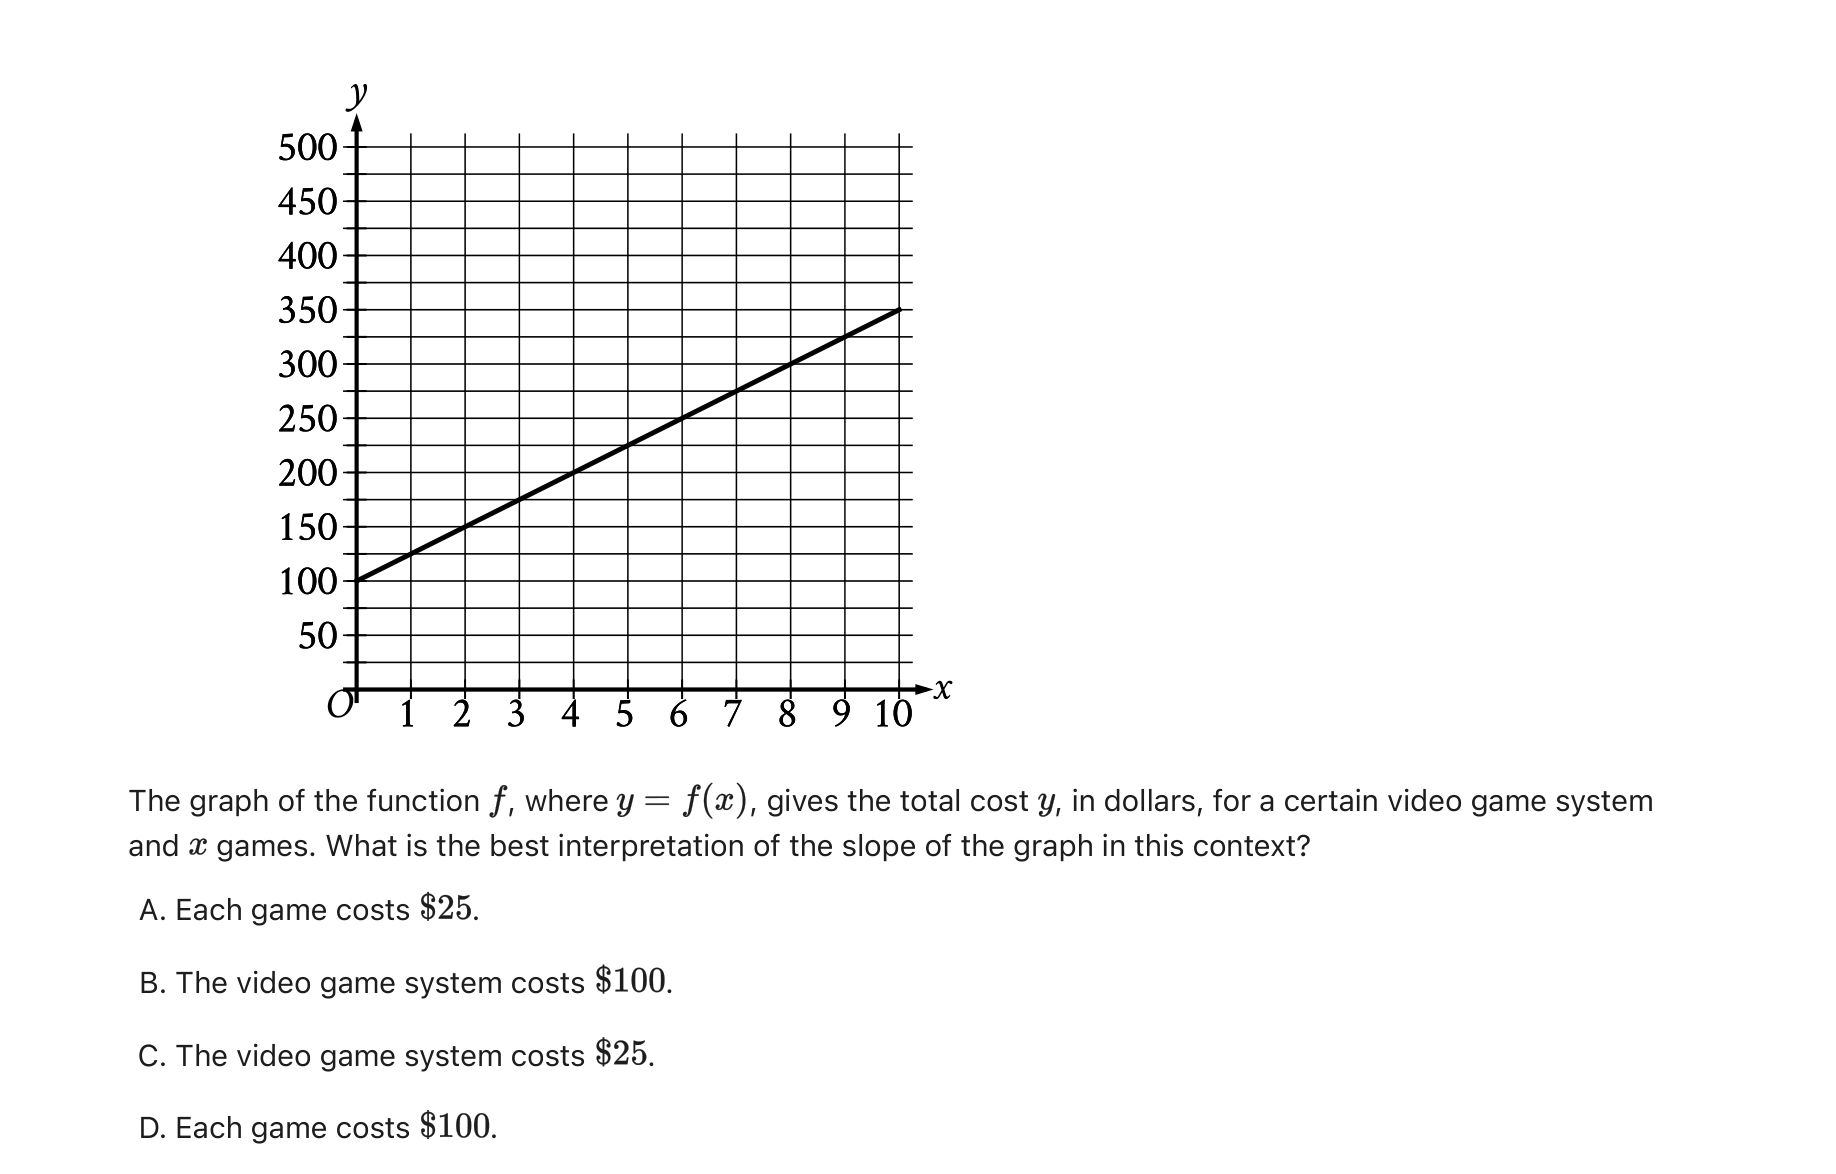 y
500
450
400
350
300
250
200
150
100
50
O 1 2 3 4 5 6 7 8 9 10 x
The graph of the function f, where y = f(x), gives the total cost y, in dollars, for a certain video game system
and x games. What is the best interpretation of the slope of the graph in this context?
A. Each game costs $25.
B. The video game system costs $100.
C. The video game system costs $25.
D. Each game costs $100.